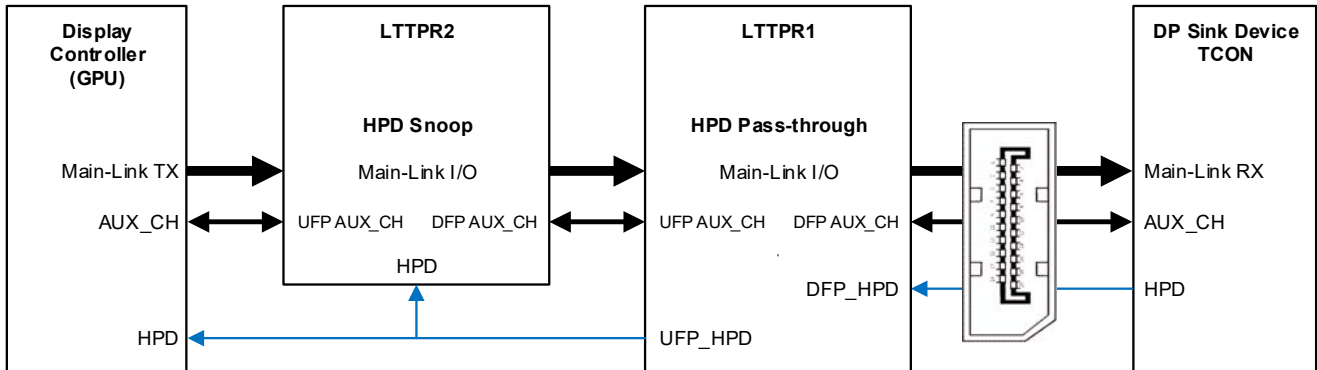 Display
Controller
(GPU)
LTTPR2
LTTPR1
DP Sink Device
TCON
HPD Snoop
HPD Pass-through
Main-Link TX
Main-Link I/O
Main-Link I/O
Main-Link RX
AUX_CH
UFP AUX_CH
DFP AUX_CH
UFP AUX_CH
DFP AUX_CH
AUX_CH
HPD
DFP_HPD
HPD
HPD
UFP_HPD